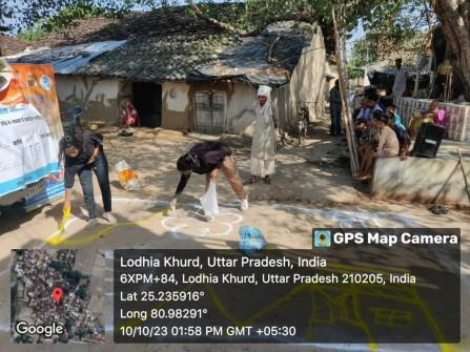 GPS Map Camera
Lodhia Khurd, Uttar Pradesh, India
6XPM+84, Lodhia Khurd, Uttar Pradesh 210205, India
Lat 25.235916°
Long 80.98291°
10/10/23 01:58 PM GMT +05:30
Google